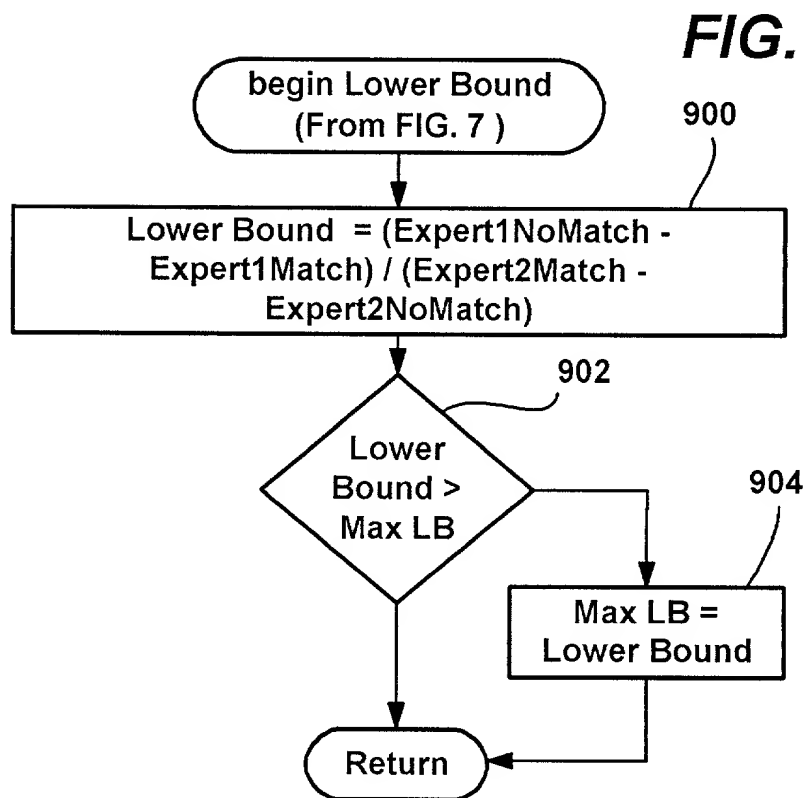 FIG.
begin Lower Bound
(From FIG. 7 )
900
Lower Bound = (Expert1NoMatch -
Expert1Match) / (Expert2Match -
Expert2NoMatch)
902
Lower
Bound >
Max LB
904
Max LB =
Lower Bound
Return